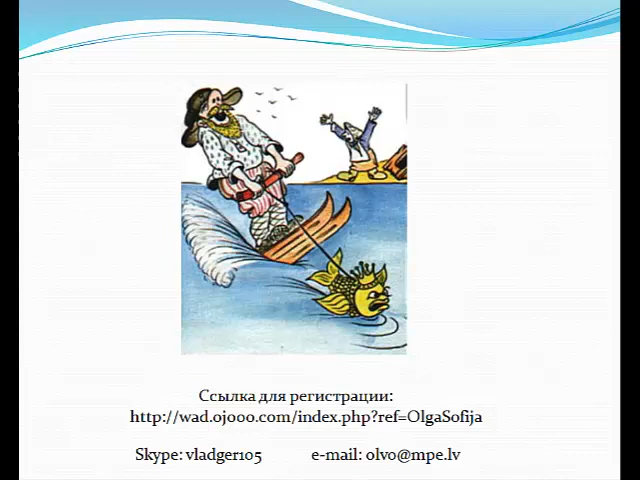 Ссылка для регистрации:
http://wad.ojooo.com/index.php?ref=OlgaSofija
Skype: vladger105 e-mail: olvo@mpe.lv